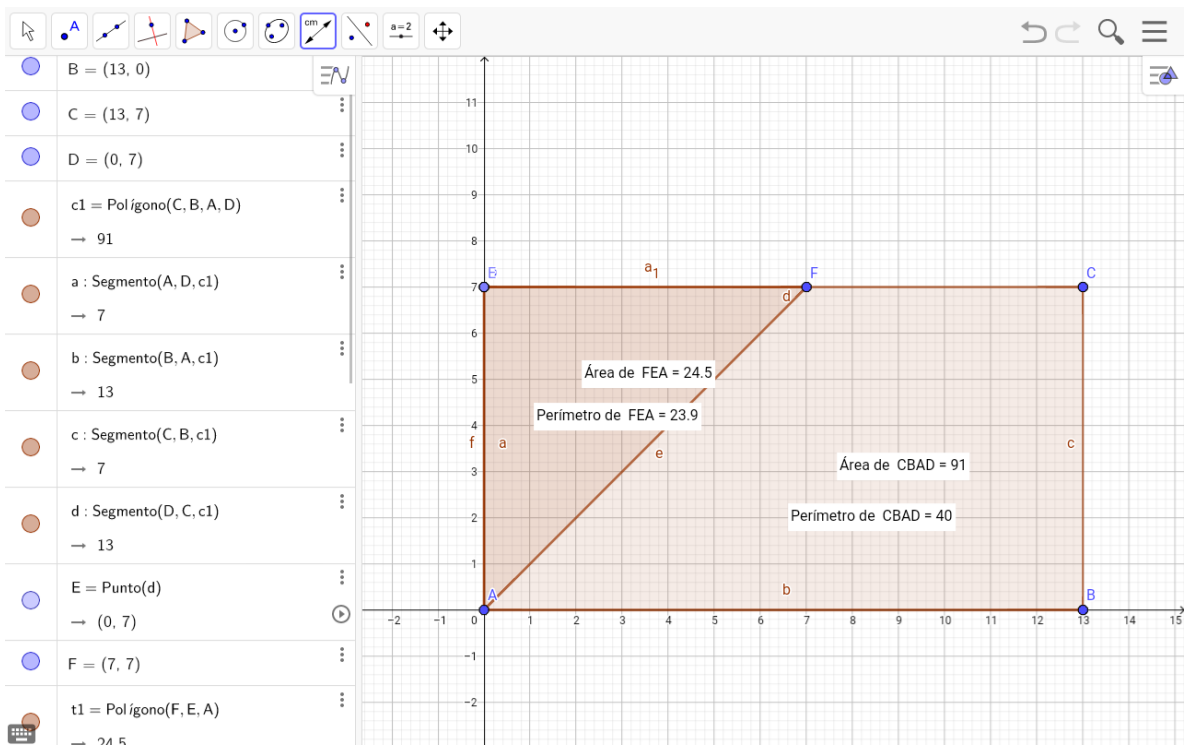 cm
A
a = 2
B = (13, 0)
C = (13, 7)
D = (0, 7)
c1 = Polígono(C, B, A, D)
→ 91
a : Segmento(A, D, c1)
→ 7
b : Segmento(B, A, c1)
→ 13
c : Segmento(C, B, c1)
→ 7
d : Segmento(D, C, c1)
→ 13
E = Punto(d)
→ (0, 7)
F = (7, 7)
t1 = Polígono(F, E, A)
→ 24.5
11
10
9
8
a₁
F
C
7
d
6
Área de FEA = 24.5
5
Perímetro de FEA = 23.9
4
f
a
e
c
3
Área de CBAD = 91
2
Perímetro de CBAD = 40
1
b
A
B
−2
−1
0
1
2
3
4
5
6
7
8
9
10
11
12
13
14
15
−1
−2